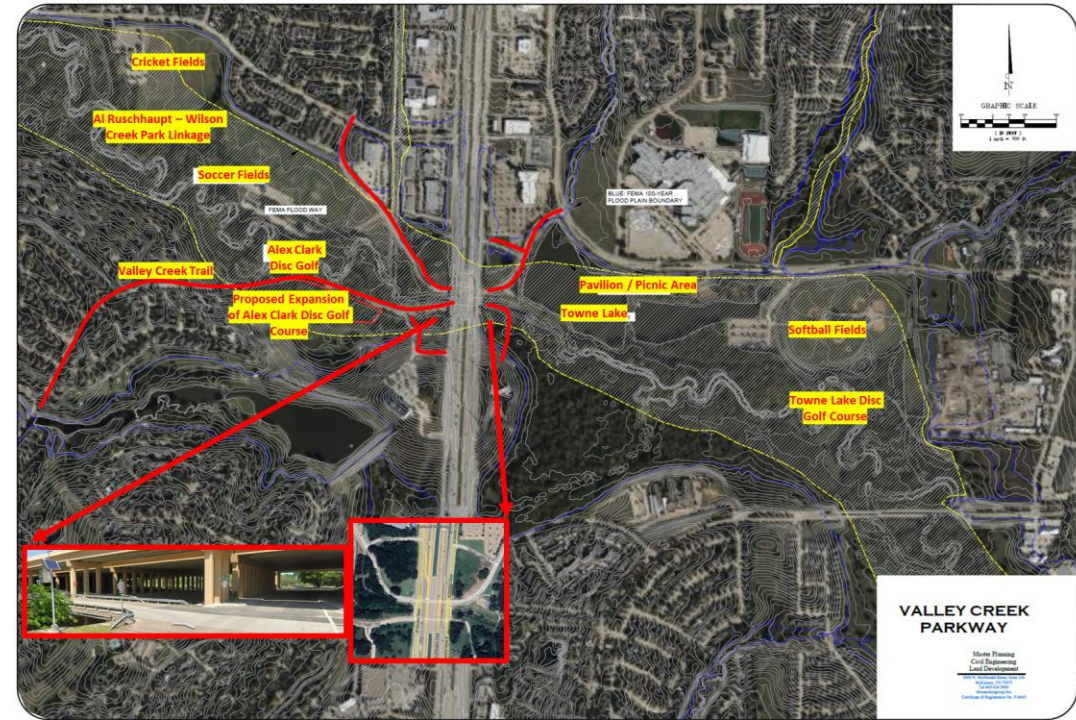 Cricket Fields
Al Ruschhaupt – Wilson
Creek Park Linkage
Soccer Fields
FEMA FLOOD WAY
Alex Clark
Disc Golf
Valley Creek Trail
Proposed Expansion
of Alex Clark Disc Golf
Course
BLUE: FEMA 100-YEAR
FLOOD PLAIN BOUNDARY
Pavilion / Picnic Area
Towne Lake
Softball Fields
Towne Lake Disc
Golf Course
N
GRAPHIC SCALE
( IN FEET )
VALLEY CREEK
PARKWAY
Master Planning
Civil Engineering
Land Development